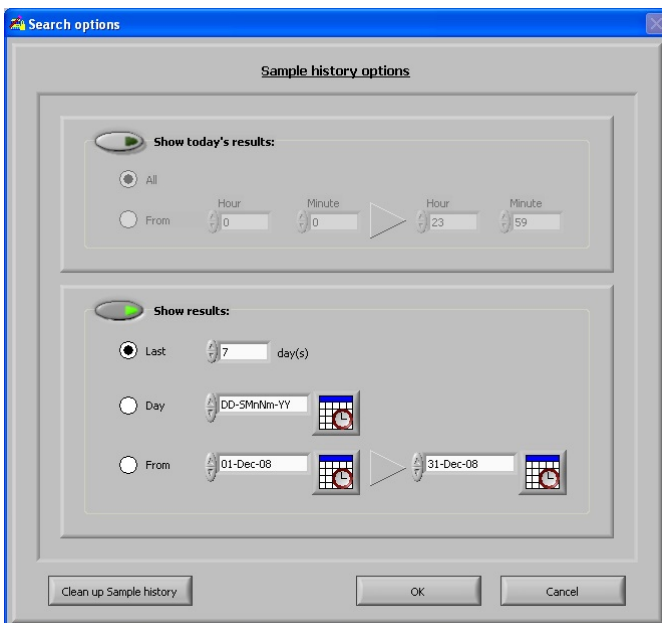 Search options
Sample history options
Show today's results:
All
Hour Minute Hour Minute
From 0 0 23 59
Show results:
Last 7 day(s)
Day DD-SMnNm-YY
From 01-Dec-08 31-Dec-08
Clean up Sample history OK Cancel